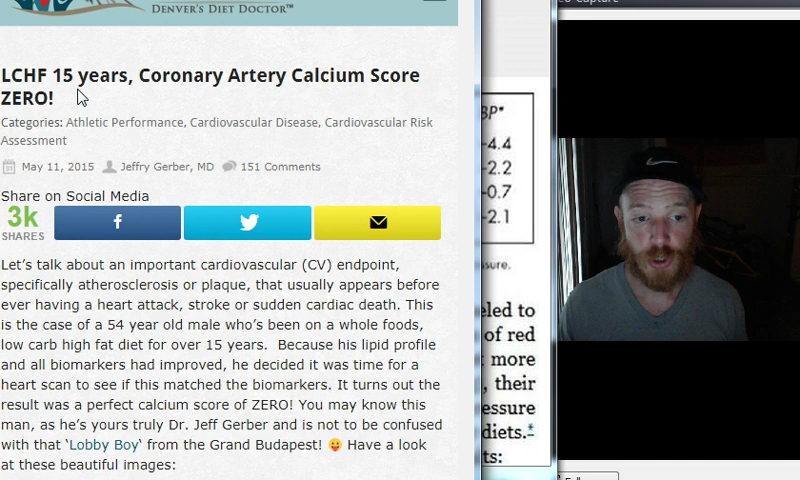 Denver's Diet Doctor™
LCHF 15 years, Coronary Artery Calcium Score
ZERO!
Categories: Athletic Performance, Cardiovascular Disease, Cardiovascular Risk
Assessment
May 11, 2015 Jeffry Gerber, MD 151 Comments
Share on Social Media
3k
SHARES
Let's talk about an important cardiovascular (CV) endpoint,
specifically atherosclerosis or plaque, that usually appears before
ever having a heart attack, stroke or sudden cardiac death. This
is the case of a 54 year old male who's been on a whole foods,
low carb high fat diet for over 15 years.  Because his lipid profile
and all biomarkers had improved, he decided it was time for a
heart scan to see if this matched the biomarkers. It turns out the
result was a perfect calcium score of ZERO! You may know this
man, as he's yours truly Dr. Jeff Gerber and is not to be confused
with that 'Lobby Boy' from the Grand Budapest! 😛 Have a look
at these beautiful images:
BP*
-4.4
-2.2
-0.7
-2.1
sure.
eled to
of red
more
, their
essure
diets.*
ts:
Capture